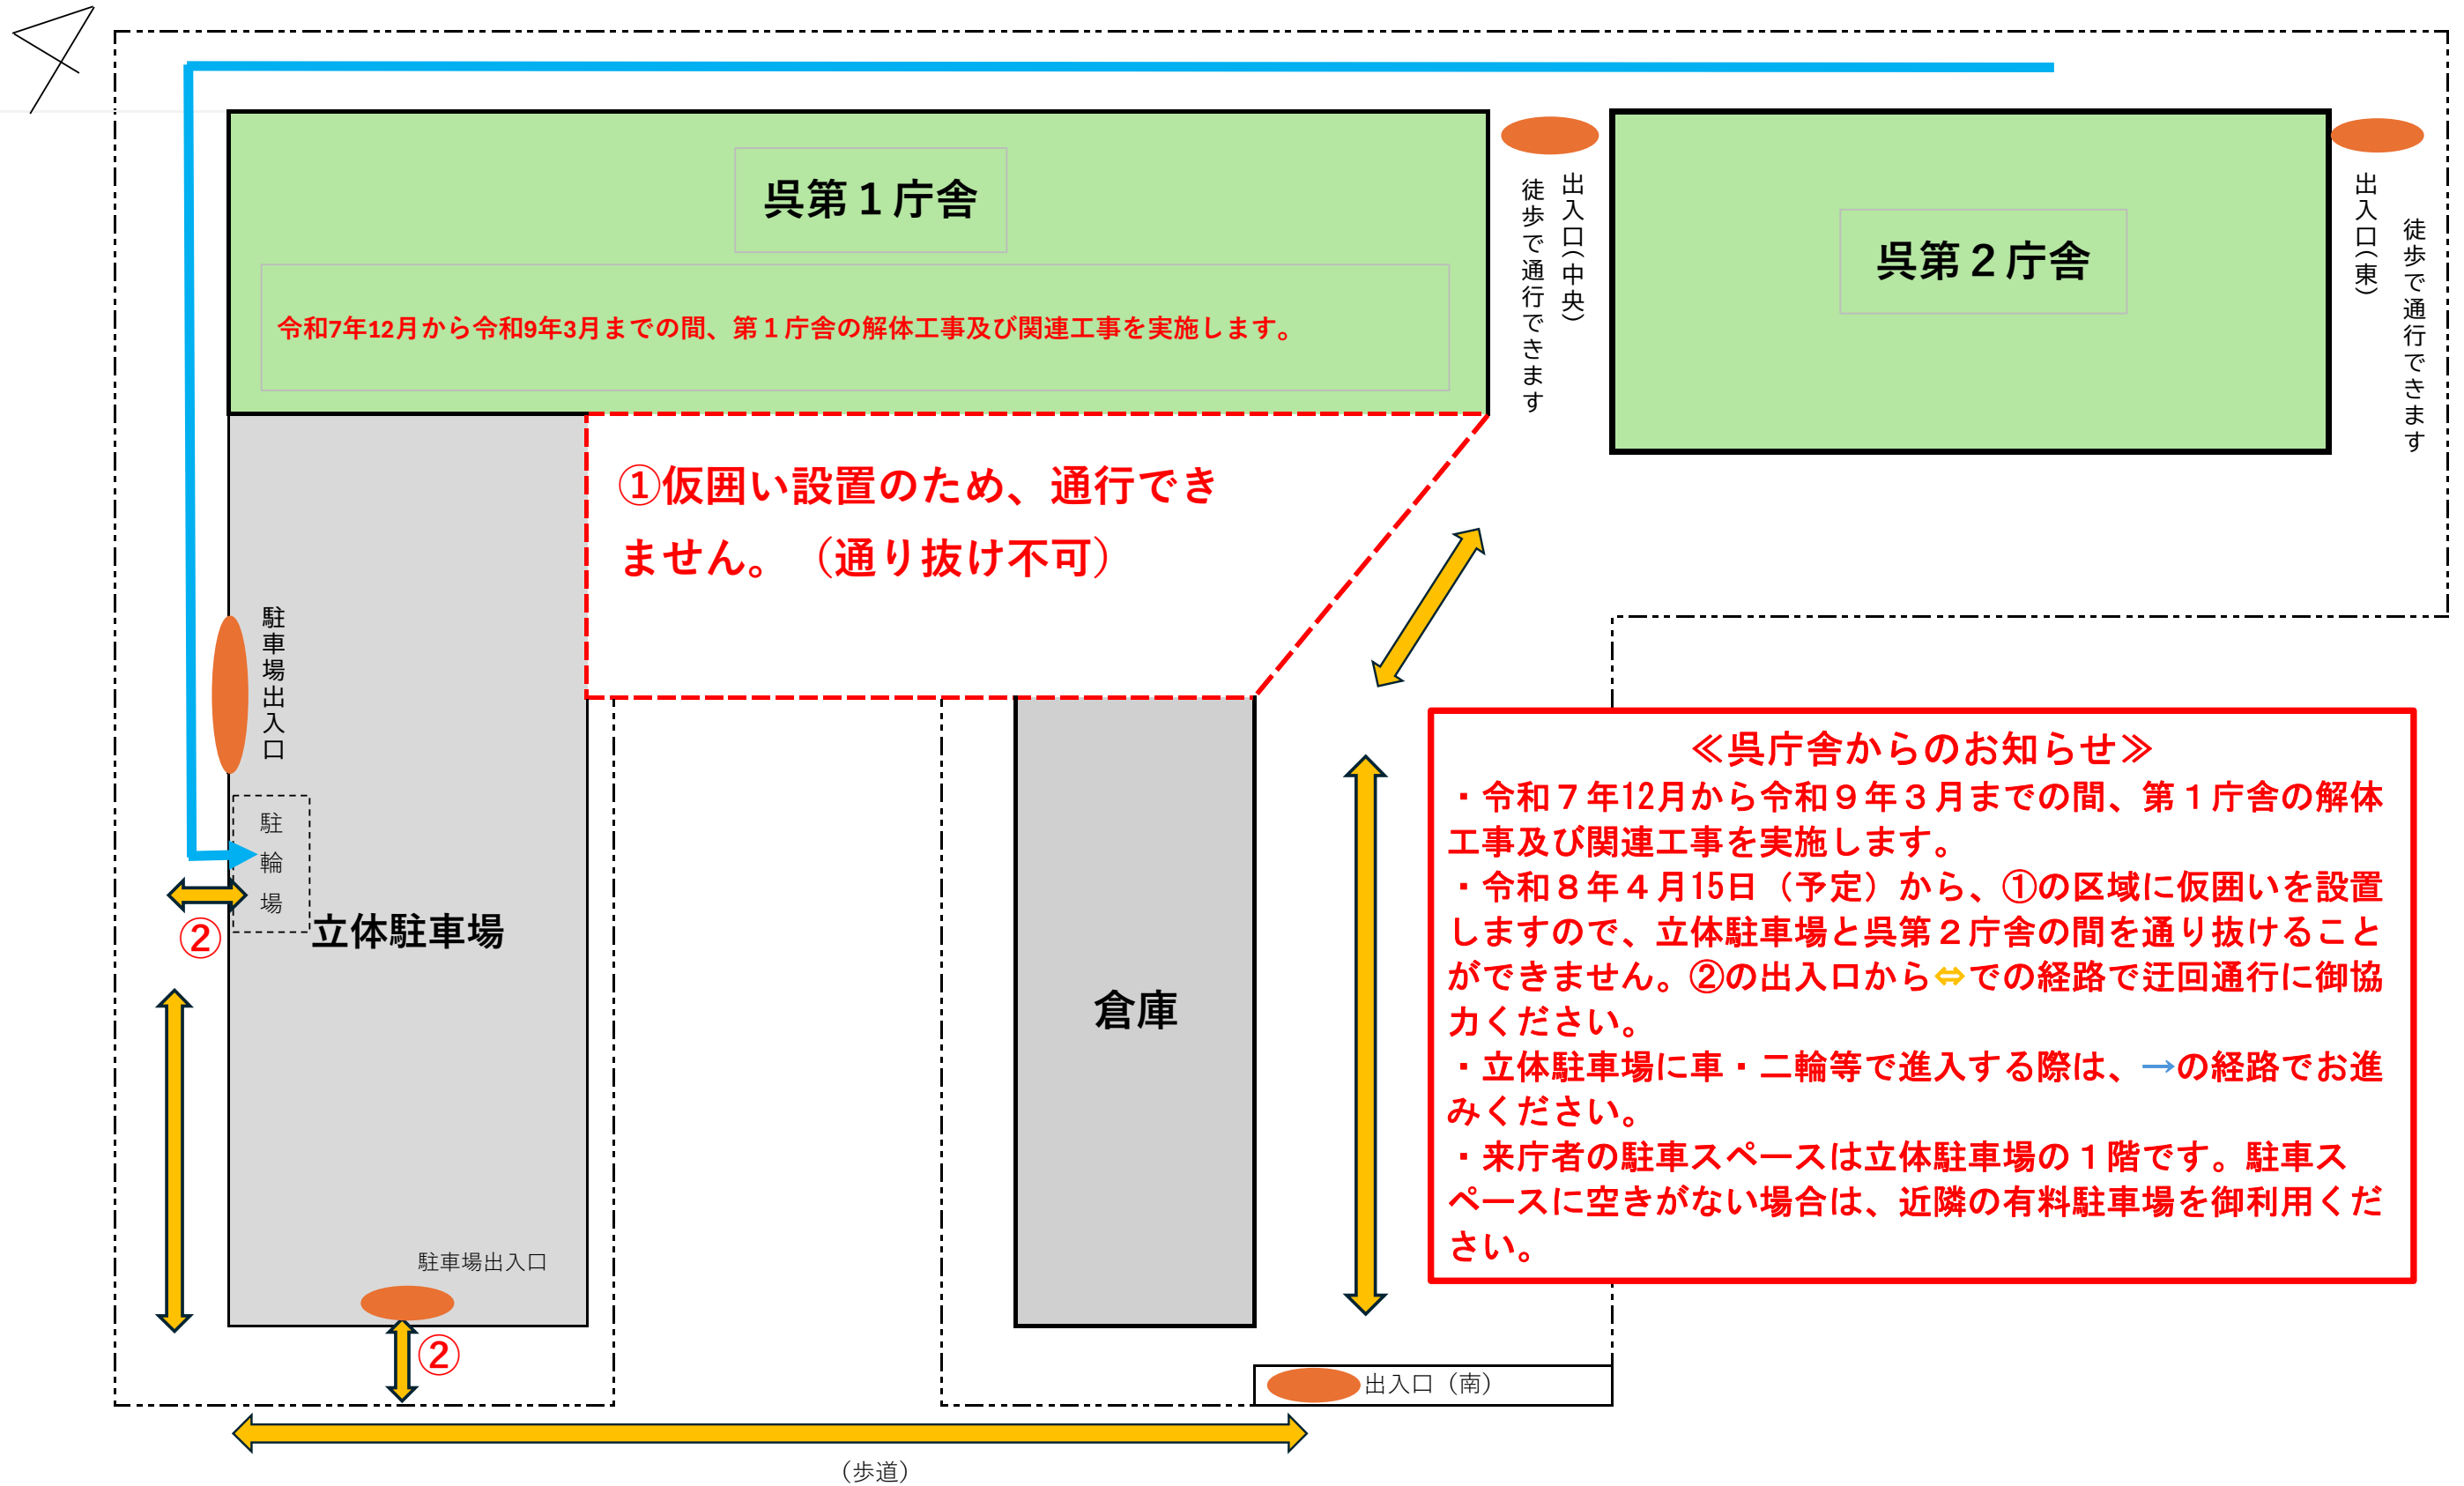 呉第１庁舎
令和7年12月から令和9年3月までの間、第１庁舎の解体工事及び関連工事を実施します。
出入口（中央）
徒歩で通行できます
呉第２庁舎
出入口（東）
徒歩で通行できます
①仮囲い設置のため、通行でき
ません。（通り抜け不可）
駐車場出入口
駐輪場
②
立体駐車場
倉庫
駐車場出入口
②
出入口（南）
（歩道）
≪呉庁舎からのお知らせ≫
・令和７年12月から令和９年３月までの間、第１庁舎の解体
工事及び関連工事を実施します。
・令和８年４月15日（予定）から、①の区域に仮囲いを設置
しますので、立体駐車場と呉第２庁舎の間を通り抜けること
ができません。②の出入口から⇔での経路で迂回通行に御協
力ください。
・立体駐車場に車・二輪等で進入する際は、→の経路でお進
みください。
・来庁者の駐車スペースは立体駐車場の１階です。駐車ス
ペースに空きがない場合は、近隣の有料駐車場を御利用くだ
さい。